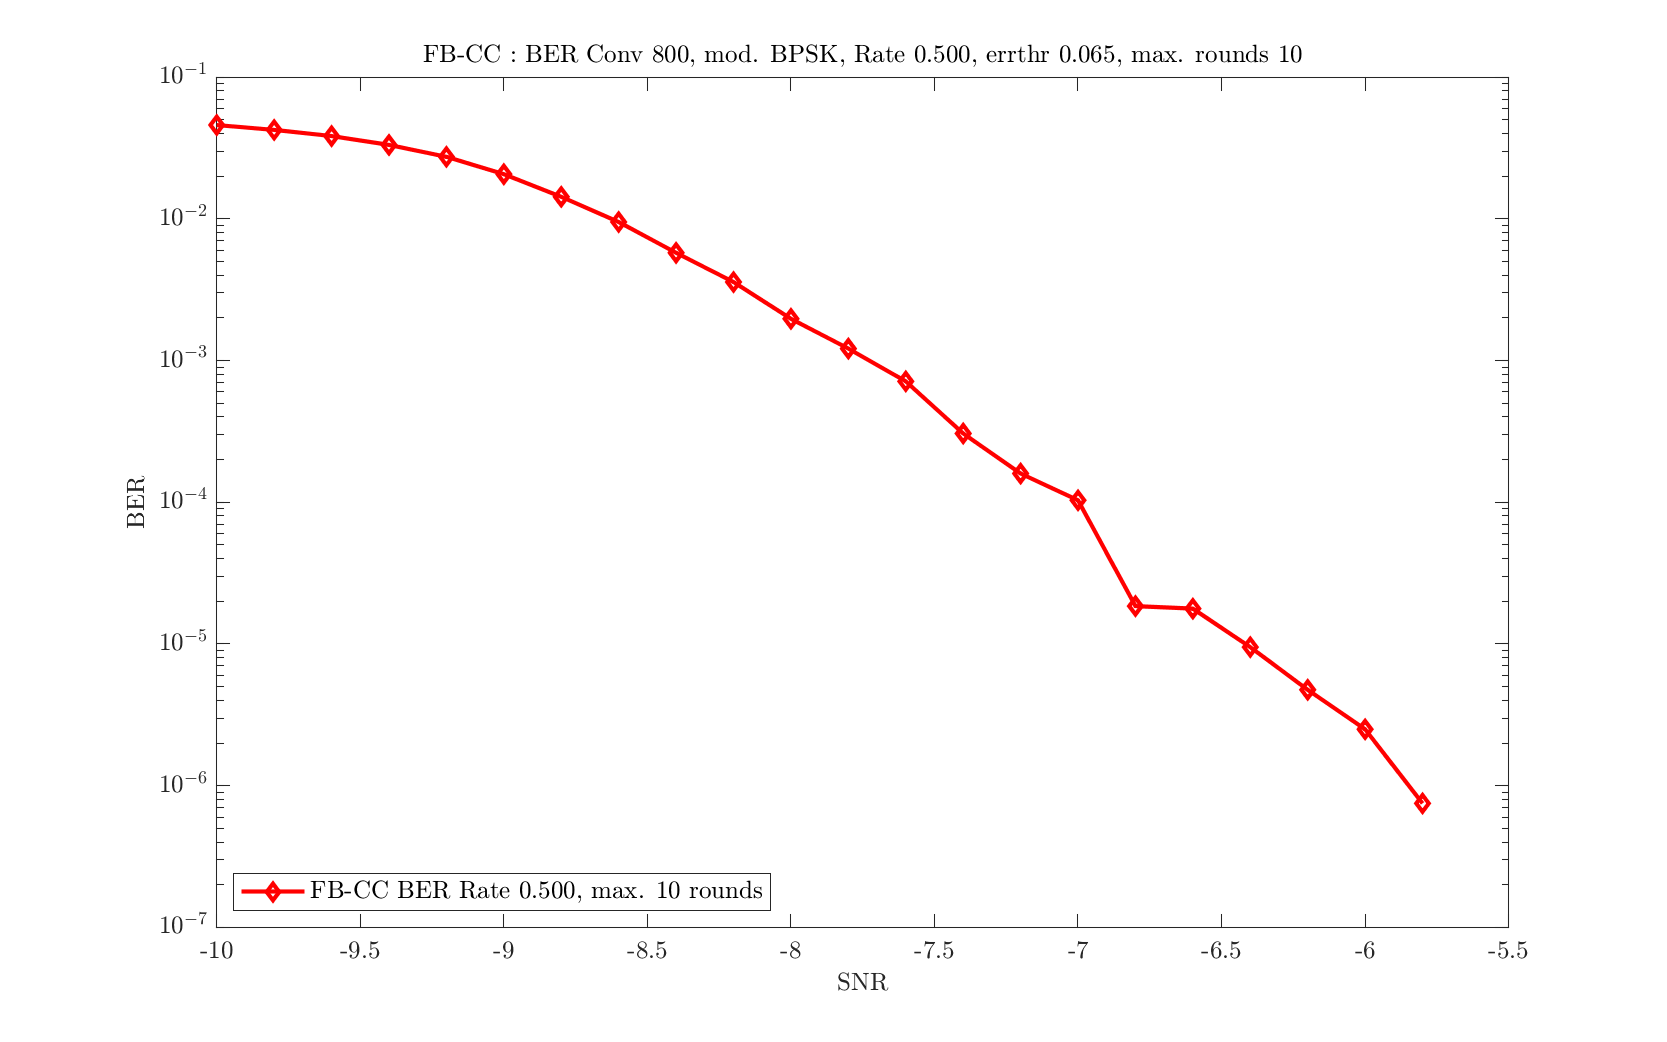 FB-CC : BER Conv 800, mod. BPSK, Rate 0.500, errthr 0.065, max. rounds 10
10⁻¹
10⁻²
10⁻³
10⁻⁴
10⁻⁵
10⁻⁶
10⁻⁷
BER
FB-CC BER Rate 0.500, max. 10 rounds
-10 -9.5 -9 -8.5 -8 -7.5 -7 -6.5 -6 -5.5
SNR